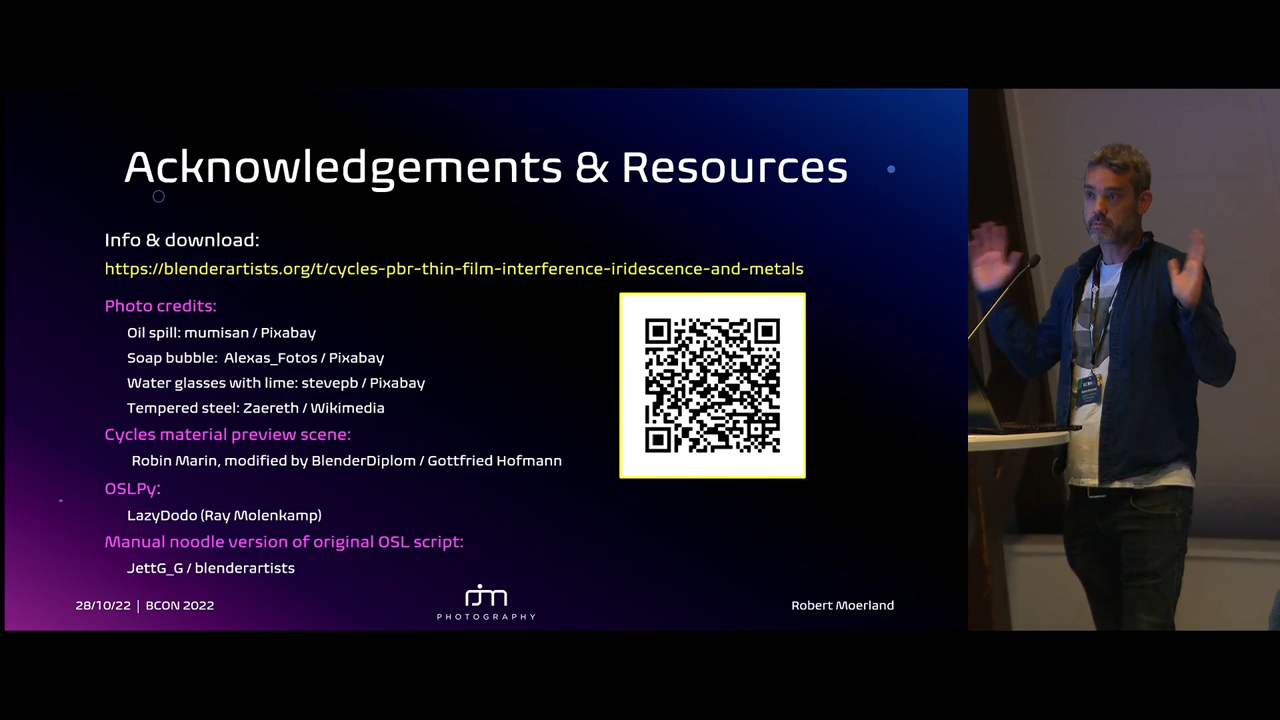 Acknowledgements & Resources
Info & download:
https://blenderartists.org/t/cycles-pbr-thin-film-interference-iridescence-and-metals
Photo credits:
Oil spill: mumisan / Pixabay
Soap bubble: Alexas_Fotos / Pixabay
Water glasses with lime: stevepb / Pixabay
Tempered steel: Zaereth / Wikimedia
Cycles material preview scene:
Robin Marin, modified by BlenderDiplom / Gottfried Hofmann
OSLPy:
LazyDodo (Ray Molenkamp)
Manual noodle version of original OSL script:
JettG_G / blenderartists
28/10/22 | BCON 2022
rjm
PHOTOGRAPHY
Robert Moerland
BCON